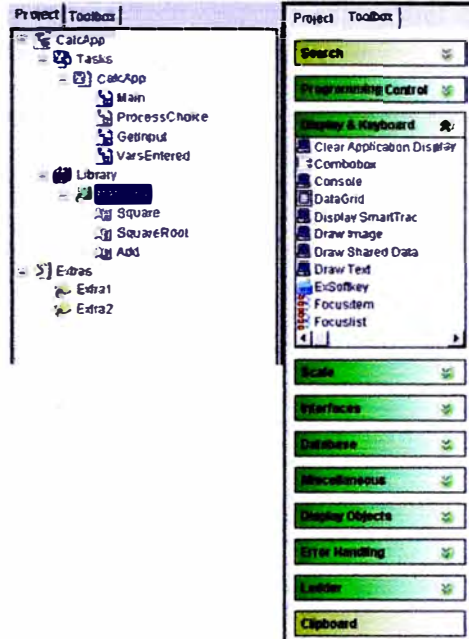 Project Toolbox
CalcApp
Tasks
CalcApp
Main
ProcessChoice
GetInput
VarsEntered
Library
Square
SquareRoot
Add
Extras
Extra1
Extra2
Project Toolbox
Search
Programming Control
Display & Keyboard
Clear Application Display
Combobox
Console
DataGrid
Display SmartTrac
Draw Image
Draw Shared Data
Draw Text
ExSoftkey
Focusitem
Focuslist
Scale
Interfaces
Database
Miscellaneous
Display Objects
Error Handling
Ladder
Clipboard